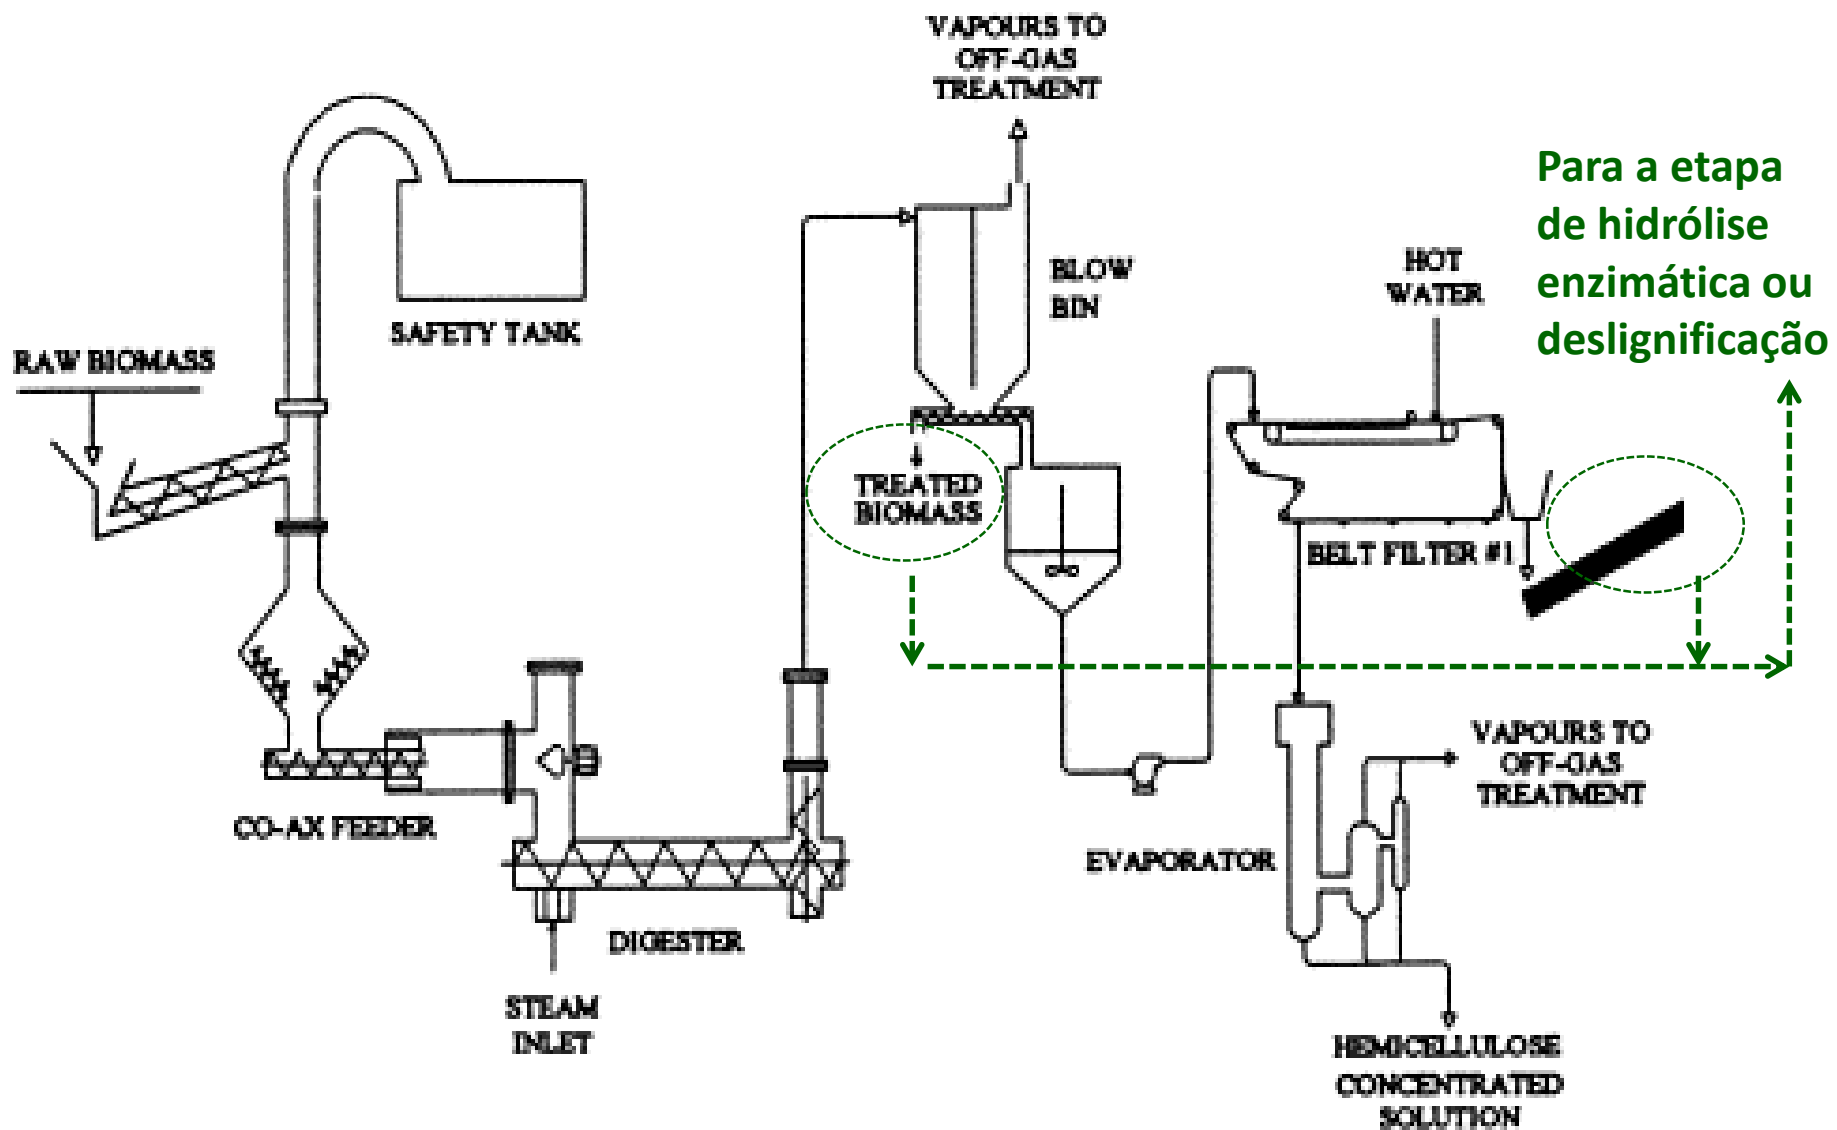 VAPOURS TO
OFF-GAS
TREATMENT
Para a etapa
de hidrólise
enzimática ou
deslignificação
BLOW
BIN
HOT
WATER
SAFETY TANK
RAW BIOMASS
TREATED
BIOMASS
BELT FILTER #1
VAPOURS TO
OFF-GAS
TREATMENT
CO-AX FEEDER
EVAPORATOR
DIGESTER
STEAM
INLET
HEMICELLULOSE
CONCENTRATED
SOLUTION